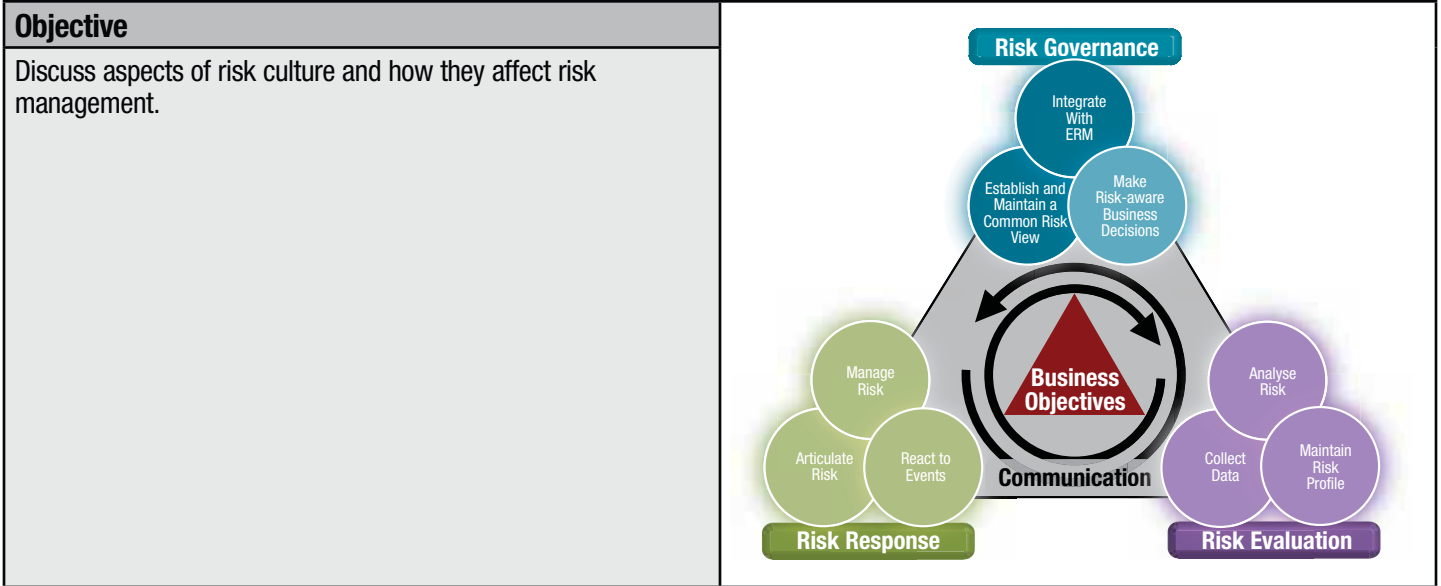 Objective
Discuss aspects of risk culture and how they affect risk
management.
Risk Governance
Integrate
With
ERM
Establish and
Maintain a
Common Risk
View
Make
Risk-aware
Business
Decisions
Business
Objectives
Manage
Risk
Articulate
Risk
React to
Events
Communication
Analyse
Risk
Collect
Data
Maintain
Risk
Profile
Risk Response
Risk Evaluation